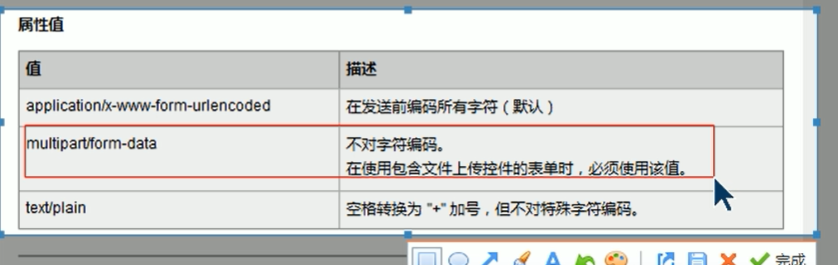 属性值
值 描述
application/x-www-form-urlencoded 在发送前编码所有字符（默认）
multipart/form-data 不对字符编码。
在使用包含文件上传控件的表单时，必须使用该值。
text/plain 空格转换为 "+" 加号，但不对特殊字符编码。
A 完成